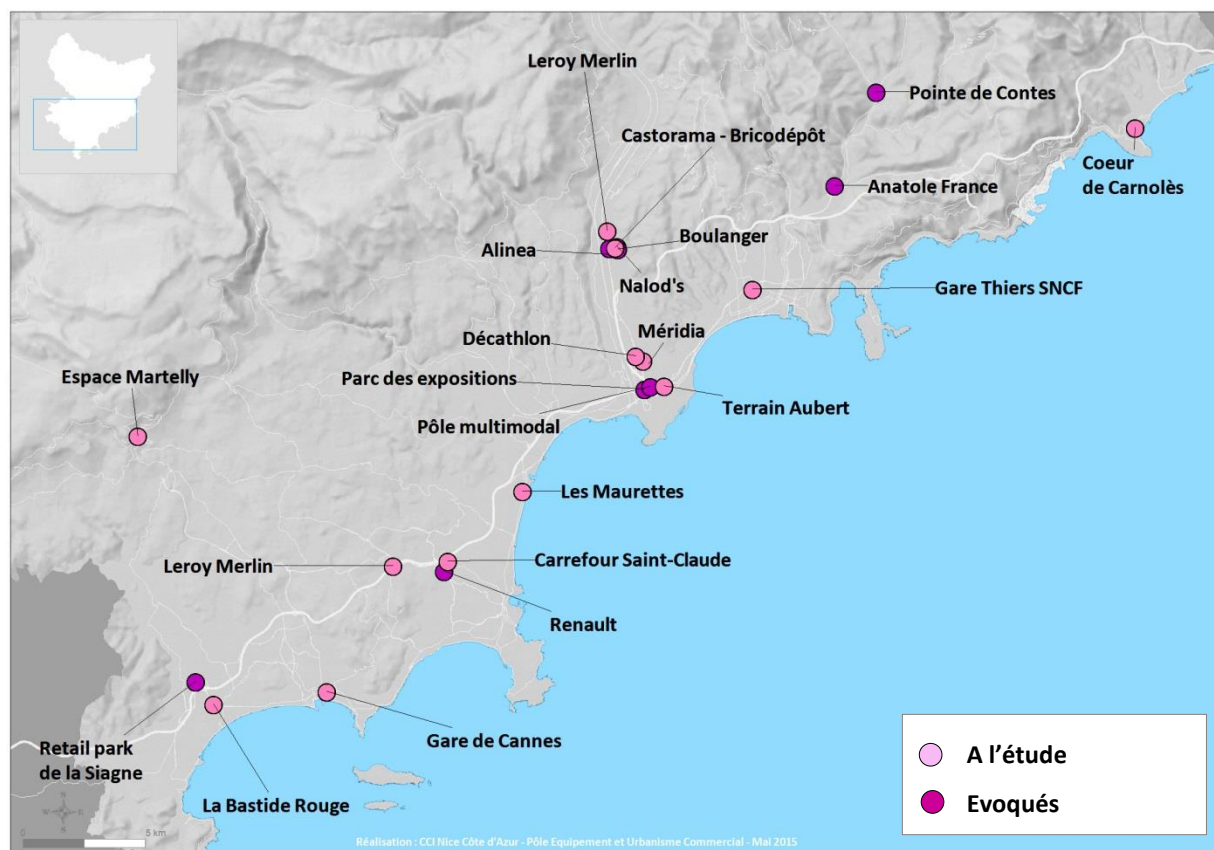 Leroy Merlin
Pointe de Contes
Castorama - Bricodépôt
Coeur
de Carnolès
Anatole France
Boulanger
Alinea
Nalod's
Gare Thiers SNCF
Décathlon
Méridia
Espace Martelly
Parc des expositions
Terrain Aubert
Pôle multimodal
Les Maurettes
Carrefour Saint-Claude
Leroy Merlin
Renault
Retail park
de la Siagne
Gare de Cannes
La Bastide Rouge
A l’étude
Evoqués
N
W
E
S
0
5 km
Réalisation : CCI Nice Côte d'Azur - Pôle Equipement et Urbanisme Commercial - Mai 2015